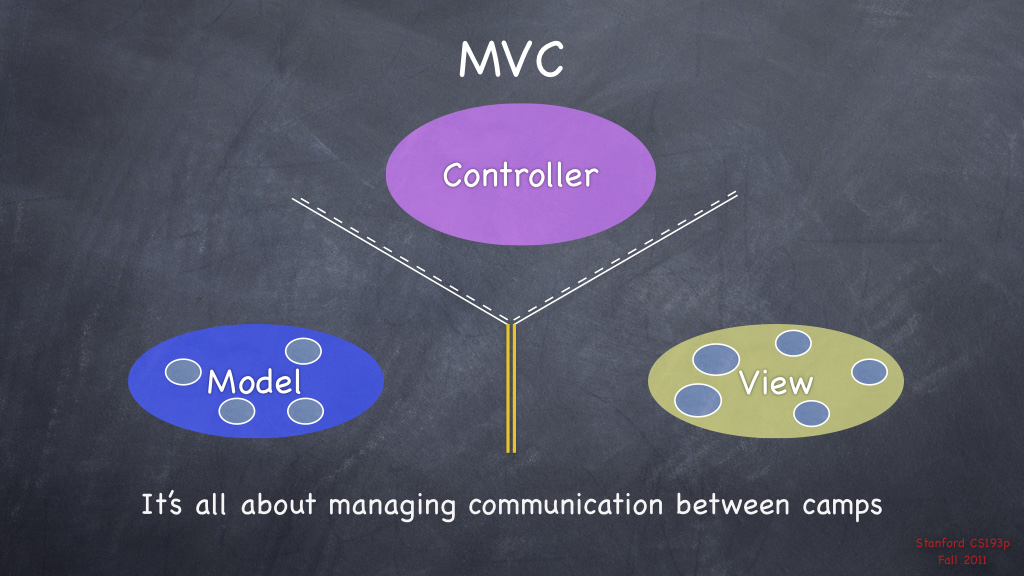 MVC
Controller
Model
View
It's all about managing communication between camps
Stanford CS193p
Fall 2011